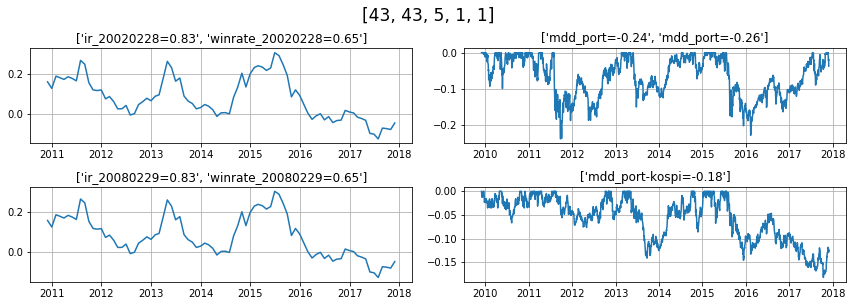 [43, 43, 5, 1, 1]
['ir_20020228=0.83', 'winrate_20020228=0.65']
0.2
0.0
2011 2012 2013 2014 2015 2016 2017 2018
['mdd_port=-0.24', 'mdd_port=-0.26']
0.0
−0.1
−0.2
2010 2011 2012 2013 2014 2015 2016 2017 2018
['ir_20080229=0.83', 'winrate_20080229=0.65']
0.2
0.0
2011 2012 2013 2014 2015 2016 2017 2018
['mdd_port-kospi=-0.18']
0.00
−0.05
−0.10
−0.15
2010 2011 2012 2013 2014 2015 2016 2017 2018